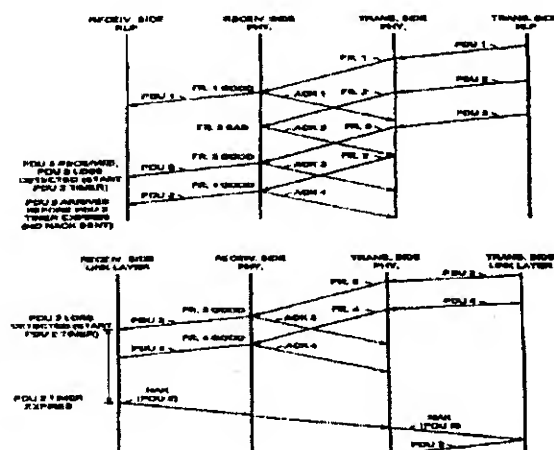 RECEIV. SIDE
RLP
RECEIV. SIDE
PHY.
TRANS. SIDE
PHY.
TRANS. SIDE
RLP
FR. 1
PDU 1
PDU 1
FR. 1 GOOD
ACK 1
FR. 2
PDU 2
FR. 2 BAD
ACK 2
FR. 3
PDU 3
PDU 3 RECEIVED,
PDU 2 LOSS
DETECTED (START
PDU 2 TIMER)
PDU 3
FR. 3 GOOD
ACK 3
FR. 2
PDU 2 ARRIVES
BEFORE PDU 2
TIMER EXPIRES
(NO NACK SENT)
PDU 2
FR. 4 GOOD
ACK 4
RECEIV. SIDE
LINK LAYER
RECEIV. SIDE
PHY.
TRANS. SIDE
PHY.
TRANS. SIDE
LINK LAYER
FR. 3
PDU 3
PDU 2 LOSS
DETECTED (START
PDU 2 TIMER)
PDU 3
FR. 3 GOOD
ACK 3
FR. 4
PDU 4
PDU 4
FR. 4 GOOD
ACK 4
PDU 2 TIMER
EXPIRES
NAK
(PDU 2)
NAK
(PDU 2)
PDU 2